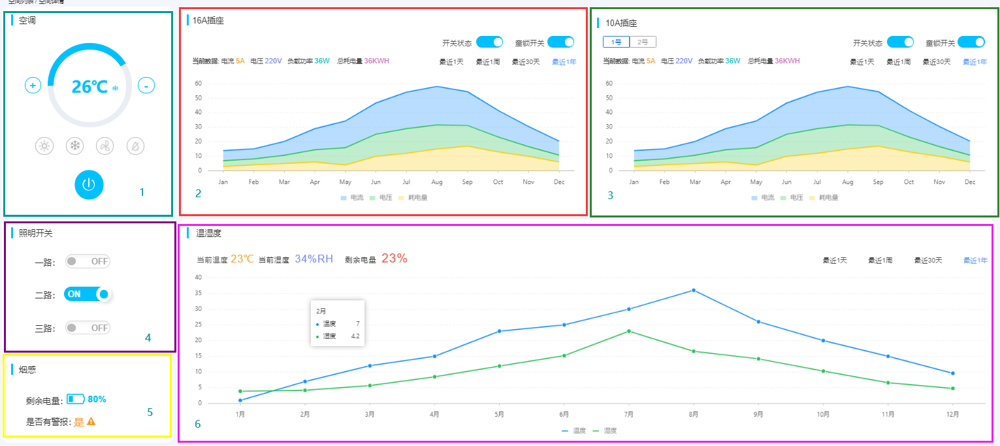 空间列表 / 空间详情
空调
26℃
+
-
1
16A插座
开关状态 童锁开关
当前数据: 电流 5A 电压 220V 负载功率 36W 总耗电量 36KWH
最近1天 最近1周 最近30天 最近1年
60
50
40
30
20
10
0
Jan Feb Mar Apr May Jun Jul Aug Sep Oct Nov Dec
电流 电压 耗电量
2
10A插座
1号 2号
开关状态 童锁开关
当前数据: 电流 5A 电压 220V 负载功率 36W 总耗电量 36KWH
最近1天 最近1周 最近30天 最近1年
60
50
40
30
20
10
0
Jan Feb Mar Apr May Jun Jul Aug Sep Oct Nov Dec
电流 电压 耗电量
3
照明开关
一路: OFF
二路: ON
三路: OFF
4
烟感
剩余电量: 80%
是否有警报: 是
5
温湿度
当前温度 23℃ 当前湿度 34%RH 剩余电量 23%
最近1天 最近1周 最近30天 最近1年
40
35
30
25
20
15
10
5
0
2月
温度 7
湿度 4.2
1月 2月 3月 4月 5月 6月 7月 8月 9月 10月 11月 12月
温度 湿度
6